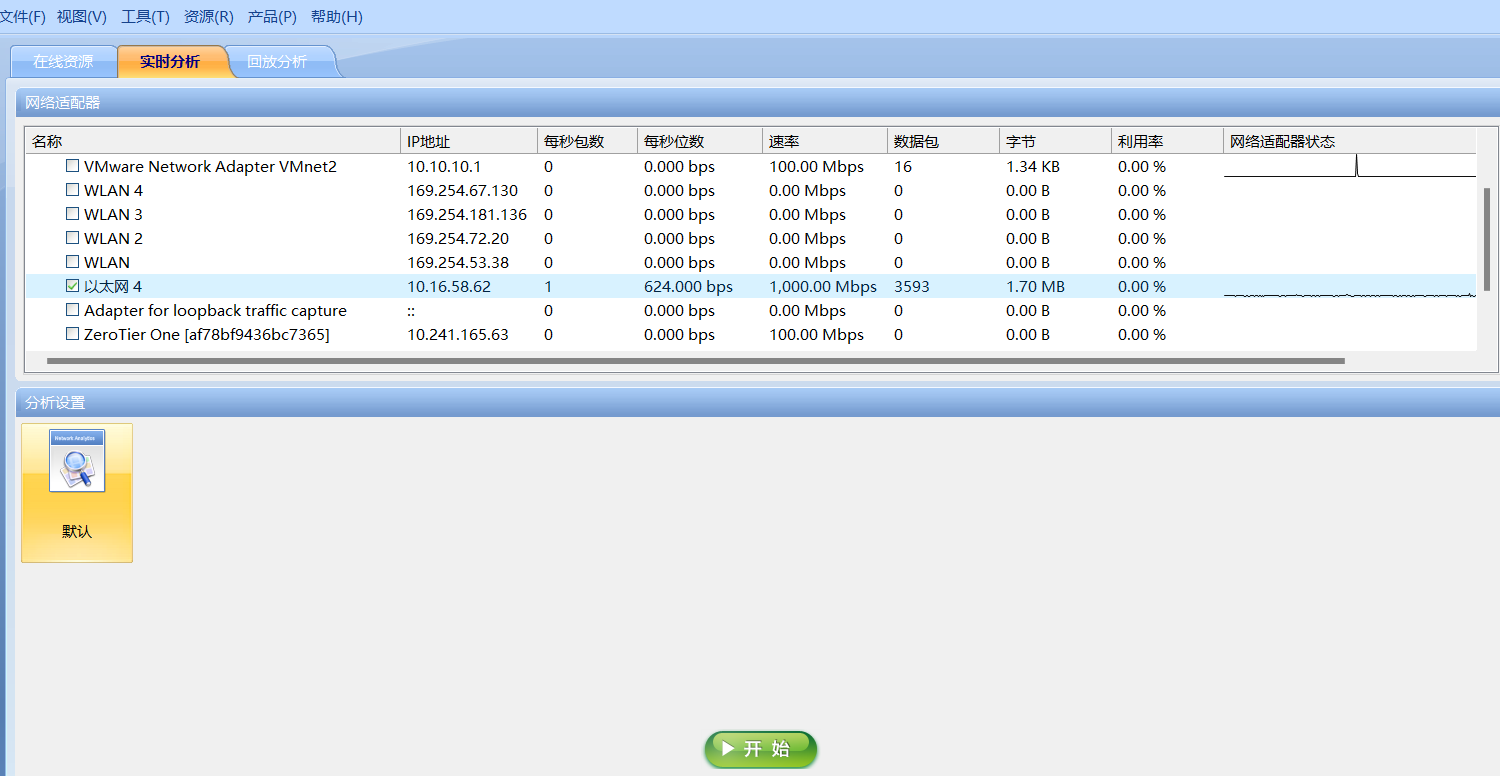 文件(F) 视图(V) 工具(T) 资源(R) 产品(P) 帮助(H)
在线资源 实时分析 回放分析
网络适配器
名称 IP地址 每秒包数 每秒位数 速率 数据包 字节 利用率 网络适配器状态
VMware Network Adapter VMnet2 10.10.10.1 0 0.000 bps 100.00 Mbps 16 1.34 KB 0.00 %
WLAN 4 169.254.67.130 0 0.000 bps 0.00 Mbps 0 0.00 B 0.00 %
WLAN 3 169.254.181.136 0 0.000 bps 0.00 Mbps 0 0.00 B 0.00 %
WLAN 2 169.254.72.20 0 0.000 bps 0.00 Mbps 0 0.00 B 0.00 %
WLAN 169.254.53.38 0 0.000 bps 0.00 Mbps 0 0.00 B 0.00 %
以太网 4 10.16.58.62 1 624.000 bps 1,000.00 Mbps 3593 1.70 MB 0.00 %
Adapter for loopback traffic capture :: 0 0.000 bps 0.00 Mbps 0 0.00 B 0.00 %
ZeroTier One [af78bf9436bc7365] 10.241.165.63 0 0.000 bps 100.00 Mbps 0 0.00 B 0.00 %
分析设置
Network Analytics
默认
开 始